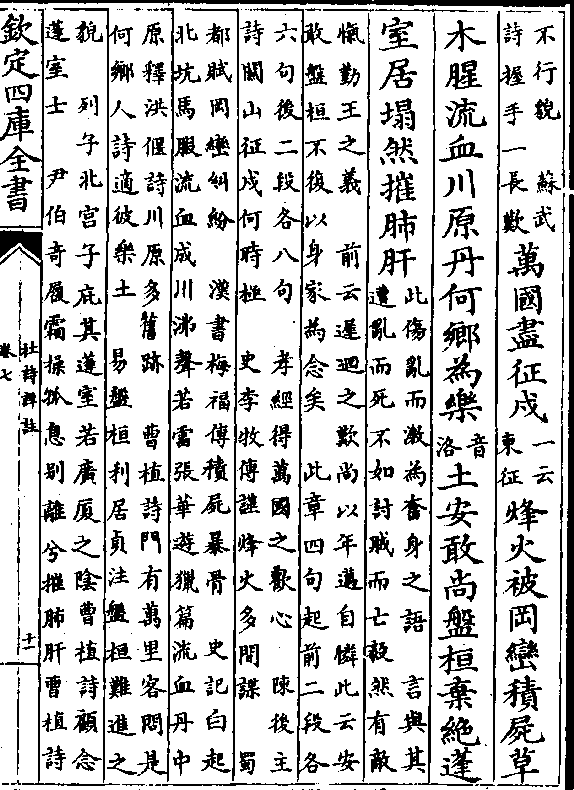 不行貌　蘇武
詩握手一長歎
萬國盡征戍
一云
東征
烽火被岡巒積屍草
木腥流血川原丹何鄉為樂
音
洛
土安敢尚盤桓棄絶蓬
室居塌然摧肺肝
此傷亂而激為奮身之語　言與其
遭亂而死不如討賊而亡毅然有敵
愾勤王之義　前云遲迴之歎尚以年邁自憐此云安
敢盤桓不復以身家為念矣　此章四句起前二段各
六句後二段各八句　孝經得萬國之歡心　陳後主
詩關山征戍何時極　史李牧傳謹烽火多間諜　蜀
都賦岡巒糾紛　漢書梅福傳積屍暴骨　史記白起
北坑馬服流血成川沸聲若雷張華遊獵篇流血丹中
原釋洪偃詩川原多舊跡　曹植詩門有萬里客問是
何鄉人詩適彼樂土　易盤桓利居貞注盤桓難進之
貌　列子北宮子庇其蓬室若廣厦之陰曹植詩顧念
蓬室士　尹伯奇履霜操孤息別離兮摧肺肝曹植詩
欽定四庫全書
杜詩詳註
卷七
十一